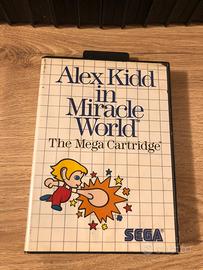 Alex Kidd
in
Miracle
World
The Mega Cartridge
SEGA